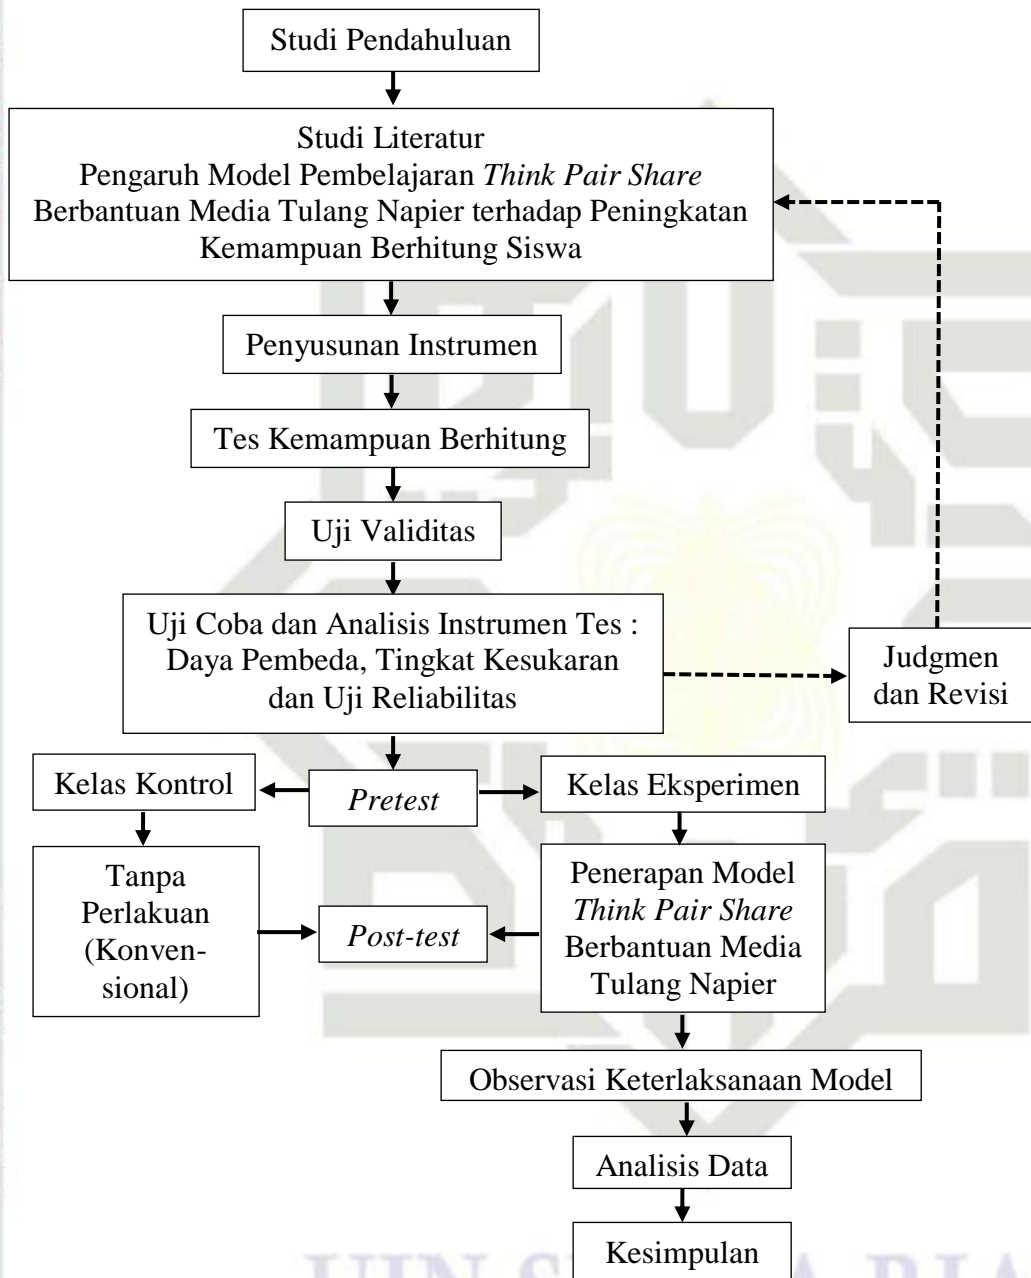 Studi Pendahuluan
Studi Literatur
Pengaruh Model Pembelajaran Think Pair Share
Berbantuan Media Tulang Napier terhadap Peningkatan
Kemampuan Berhitung Siswa
Penyusunan Instrumen
Tes Kemampuan Berhitung
Uji Validitas
Uji Coba dan Analisis Instrumen Tes :
Daya Pembeda, Tingkat Kesukaran
dan Uji Reliabilitas
Judgmen
dan Revisi
Kelas Kontrol
Pretest
Kelas Eksperimen
Tanpa
Perlakuan
(Konven-
sional)
Post-test
Penerapan Model
Think Pair Share
Berbantuan Media
Tulang Napier
Observasi Keterlaksanaan Model
Analisis Data
Kesimpulan
UIN